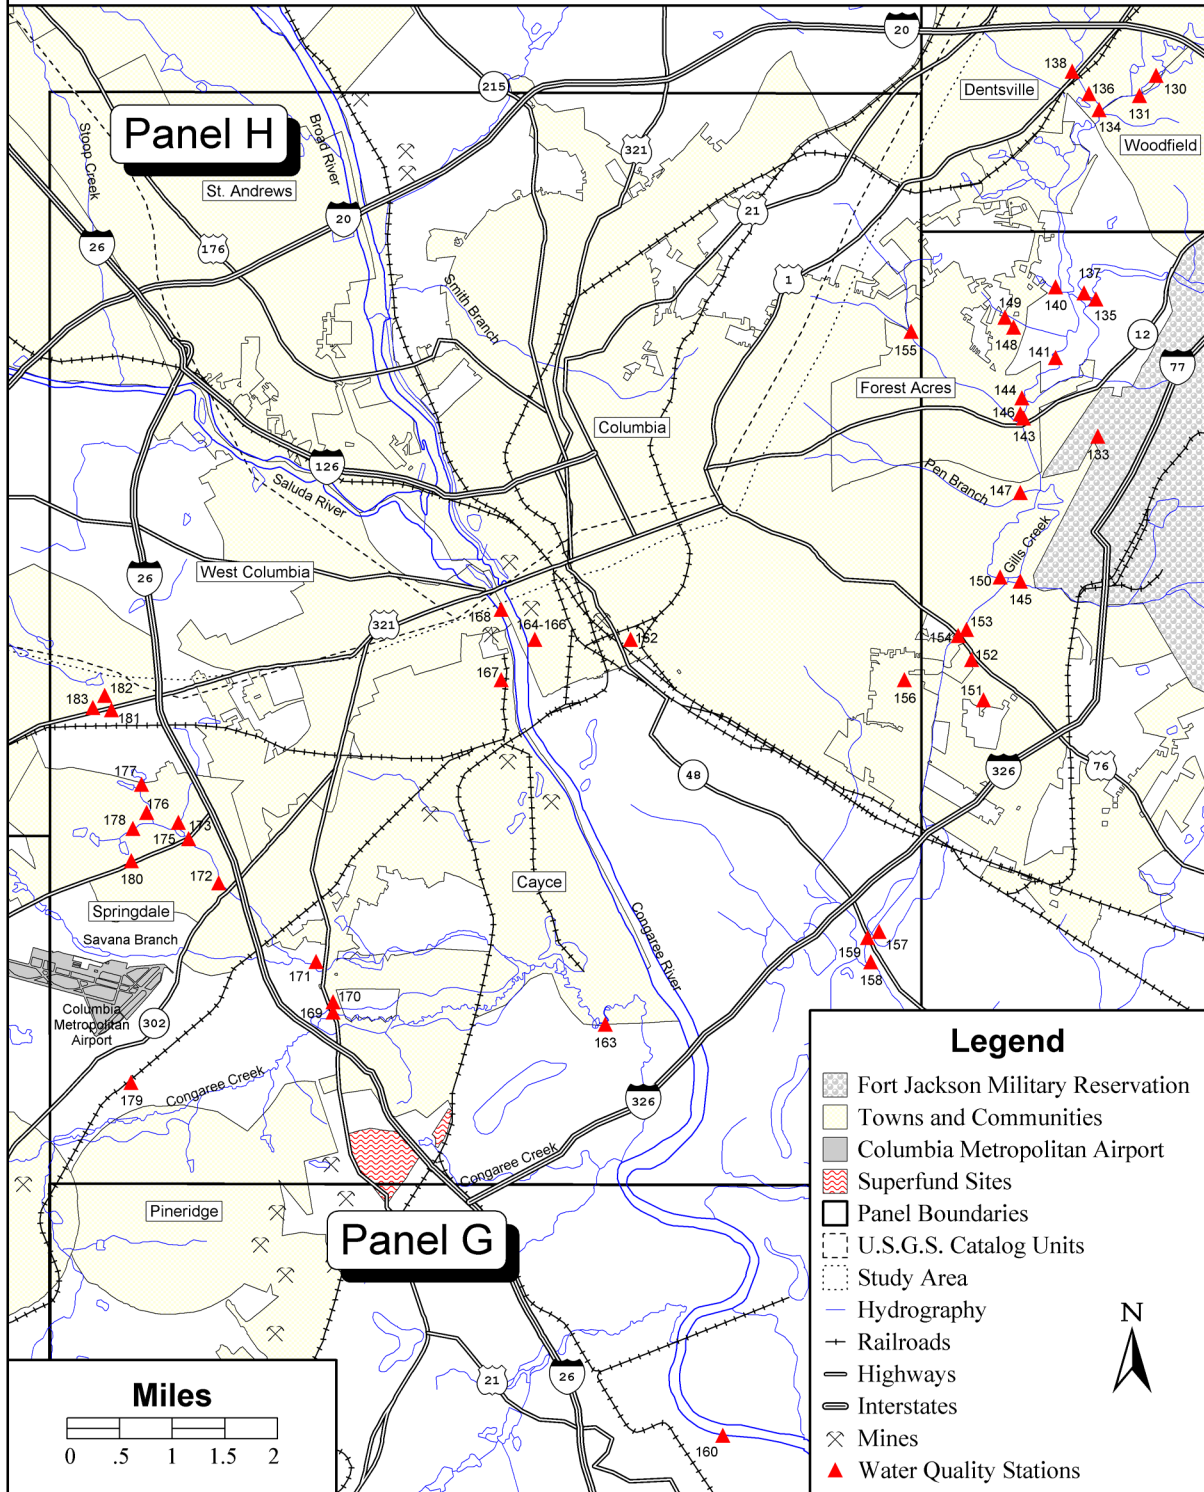 20
215
138
136
130
131
134
Dentsville
Woodfield
Panel H
Stoop Creek
Broad River
St. Andrews
321
21
20
26
176
1
Smith Branch
137
140
135
149
148
12
155
141
77
Forest Acres
144
146
143
Columbia
133
126
Saluda River
Pen Branch
147
Gills Creek
26
West Columbia
150
145
321
168
164-166
162
153
154
152
167
156
151
182
183
181
177
48
326
76
176
178
173
175
180
172
Cayce
Springdale
Savana Branch
Congaree River
159
157
158
171
Columbia
Metropolitan
Airport
302
170
169
163
179
Congaree Creek
326
Congaree Creek
Pineridge
Panel G
21
26
160
Miles
0 .5 1 1.5 2
Legend
Fort Jackson Military Reservation
Towns and Communities
Columbia Metropolitan Airport
Superfund Sites
Panel Boundaries
U.S.G.S. Catalog Units
Study Area
Hydrography
Railroads
Highways
Interstates
Mines
Water Quality Stations
N